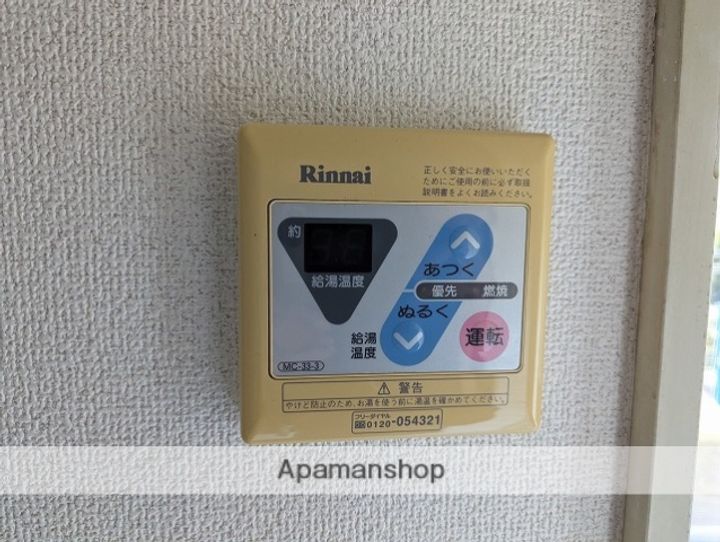 Rinnai
正しく安全にお使いいただく
ためにご使用の前に必ず取扱
説明書をよくお読みください。
約
給湯温度
あつく
優先 燃焼
ぬるく
給湯
温度
運転
MC-33-3
⚠ 警告
やけど防止のため、お湯を使う前に湯温を確かめてください。
フリーダイヤル
0120-054321
Apamanshop